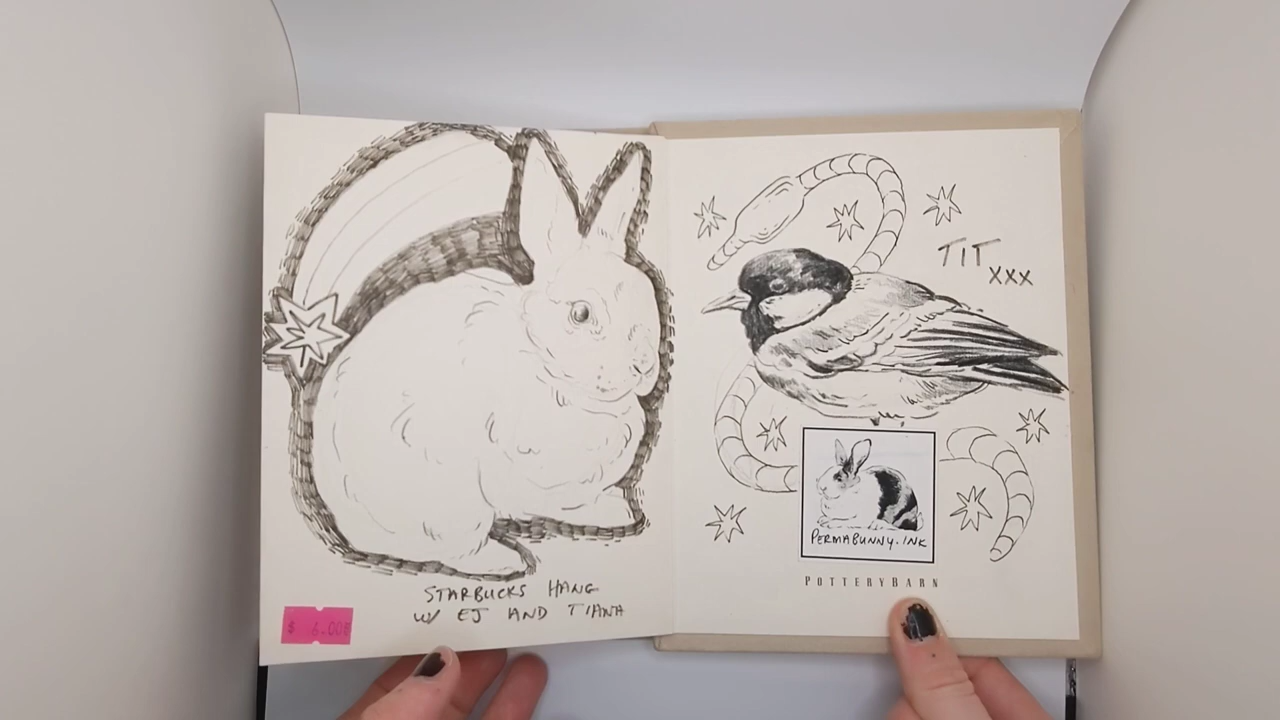 STARBUCKS HANG
W/ EJ AND TIANA
$ 6.00
TIT
XXX
PERMABUNNY.INK
POTTERYBARN